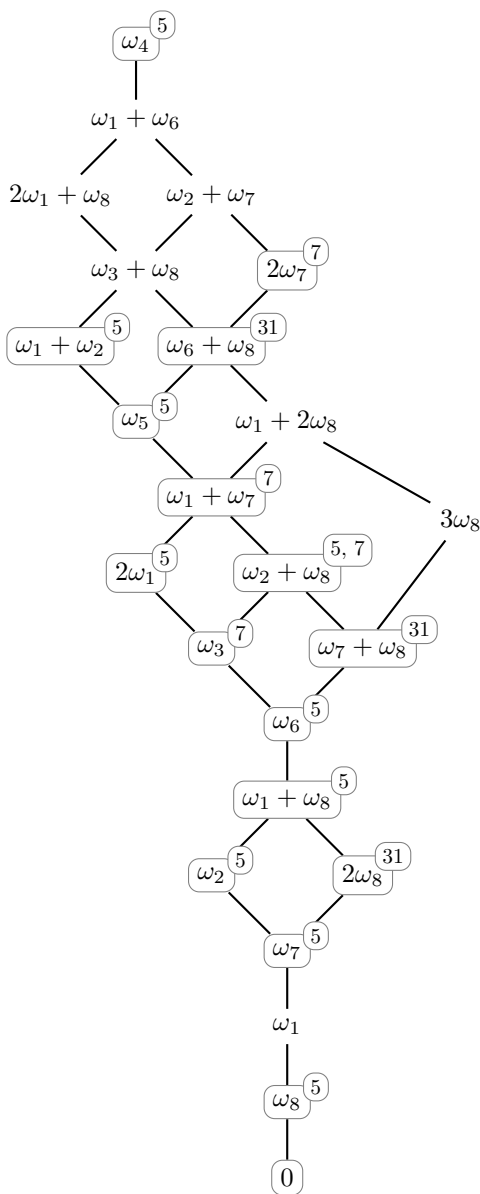 ω₄ 5
ω₁ + ω₆
2ω₁ + ω₈ ω₂ + ω₇
ω₃ + ω₈ 2ω₇ 7
ω₁ + ω₂ 5 ω₆ + ω₈ 31
ω₅ 5 ω₁ + 2ω₈
ω₁ + ω₇ 7
3ω₈
2ω₁ 5 ω₂ + ω₈ 5, 7
ω₃ 7 ω₇ + ω₈ 31
ω₆ 5
ω₁ + ω₈ 5
ω₂ 5 2ω₈ 31
ω₇ 5
ω₁
ω₈ 5
0